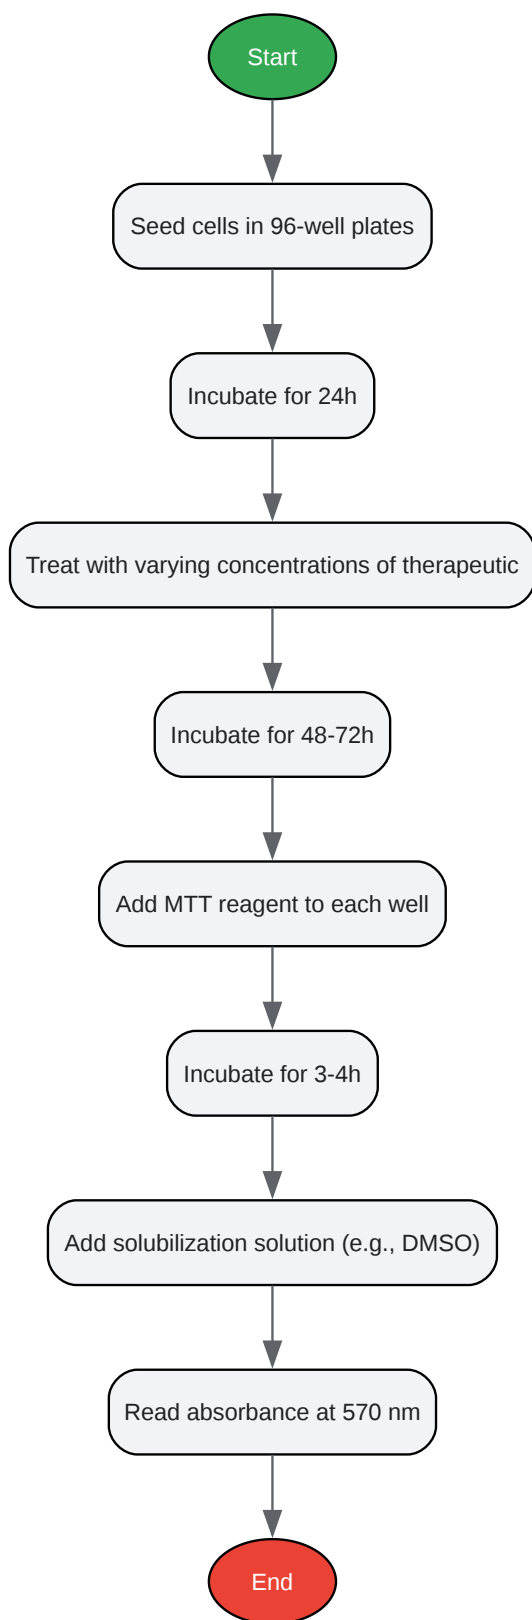 Start
Seed cells in 96-well plates
Incubate for 24h
Treat with varying concentrations of therapeutic
Incubate for 48-72h
Add MTT reagent to each well
Incubate for 3-4h
Add solubilization solution (e.g., DMSO)
Read absorbance at 570 nm
End